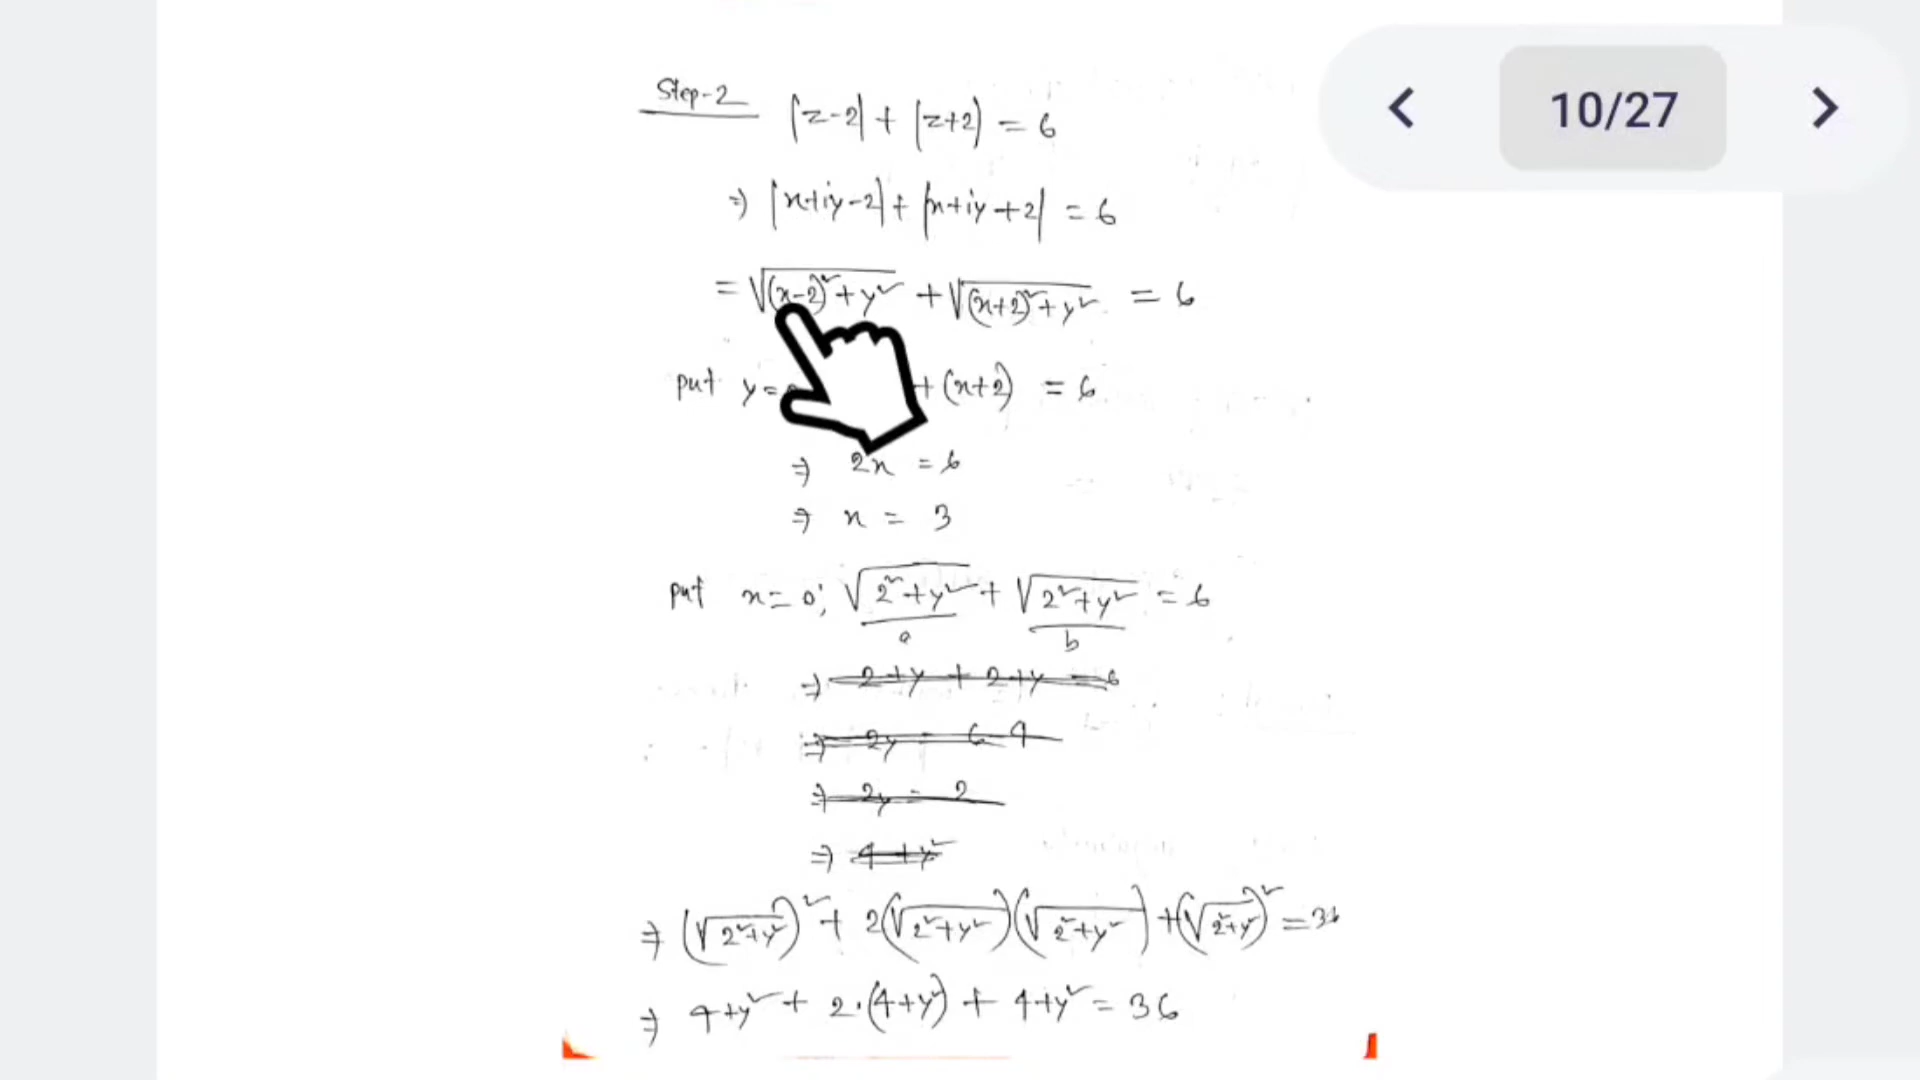 10/27
Step-2 |z-2| + |z+2) = 6
⇒ |x+iy-2| + |x+iy+2| = 6
= √(x-2)² + y² + √(x+2)² + y² = 6
put y= + (x+2) = 6
⇒ 2x = 6
⇒ x = 3
put x = 0; √2² + y² + √2² + y² = 6
a b
⇒ 2+y + 2+y = 6
⇒ 2y = 6-4
⇒ 2y = 2
⇒ 4+y²
⇒ (√2²+y²)² + 2(√2²+y²)(√2²+y²) + (√2²+y²)² = 36
⇒ 4+y² + 2·(4+y²) + 4+y² = 36